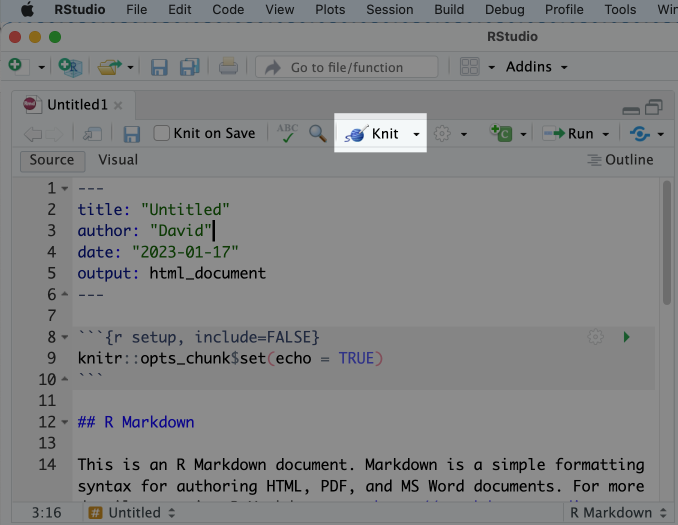 RStudio File Edit Code View Plots Session Build Debug Profile Tools
RStudio
Go to file/function Addins
Untitled1
Knit on Save ABC Knit Run
Source Visual Outline
1 ---
2 title: "Untitled"
3 author: "David"
4 date: "2023-01-17"
5 output: html_document
6 ---
7
8 ```{r setup, include=FALSE}
9 knitr::opts_chunk$set(echo = TRUE)
10 ```
11
12 ## R Markdown
13
14 This is an R Markdown document. Markdown is a simple formatting
syntax for authoring HTML, PDF, and MS Word documents. For more
3:16 # Untitled R Markdown